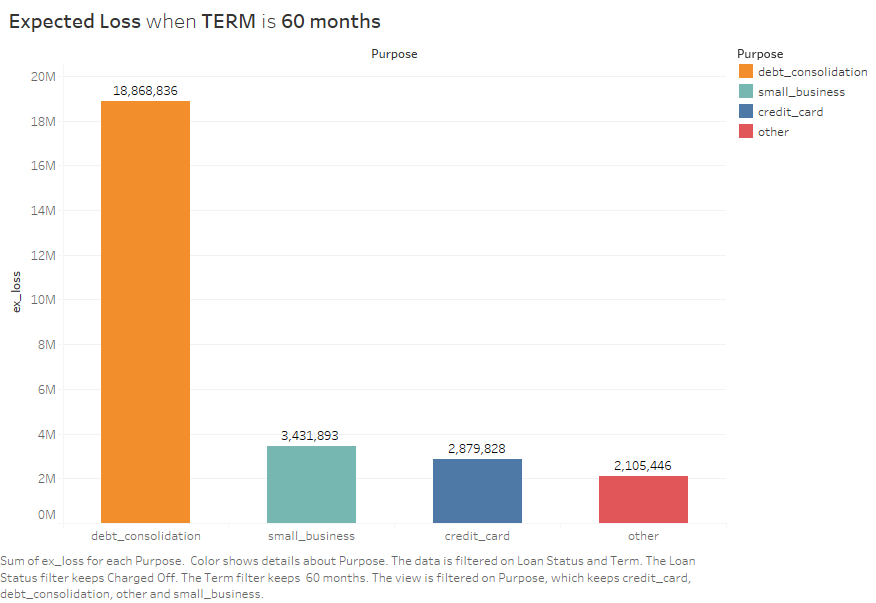 Expected Loss when TERM is 60 months
Purpose
Purpose
debt_consolidation
small_business
credit_card
other
20M
18M
16M
14M
12M
10M
8M
6M
4M
2M
0M
ex_loss
18,868,836
3,431,893
2,879,828
2,105,446
debt_consolidation
small_business
credit_card
other
Sum of ex_loss for each Purpose. Color shows details about Purpose. The data is filtered on Loan Status and Term. The Loan
Status filter keeps Charged Off. The Term filter keeps 60 months. The view is filtered on Purpose, which keeps credit_card,
debt_consolidation, other and small_business.